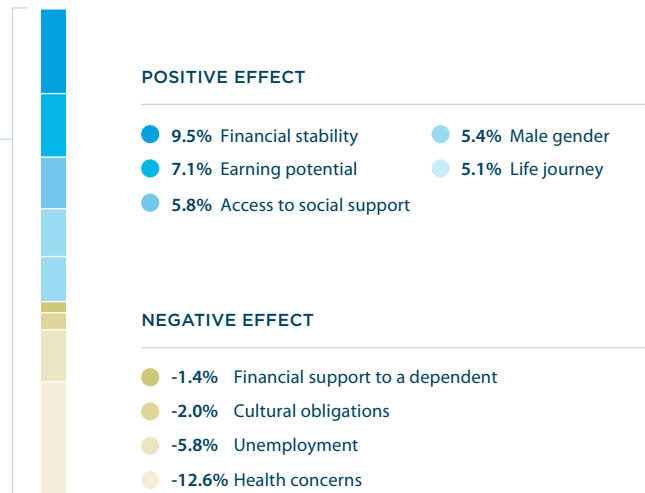 POSITIVE EFFECT
9.5% Financial stability
7.1% Earning potential
5.8% Access to social support
5.4% Male gender
5.1% Life journey
NEGATIVE EFFECT
-1.4% Financial support to a dependent
-2.0% Cultural obligations
-5.8% Unemployment
-12.6% Health concerns